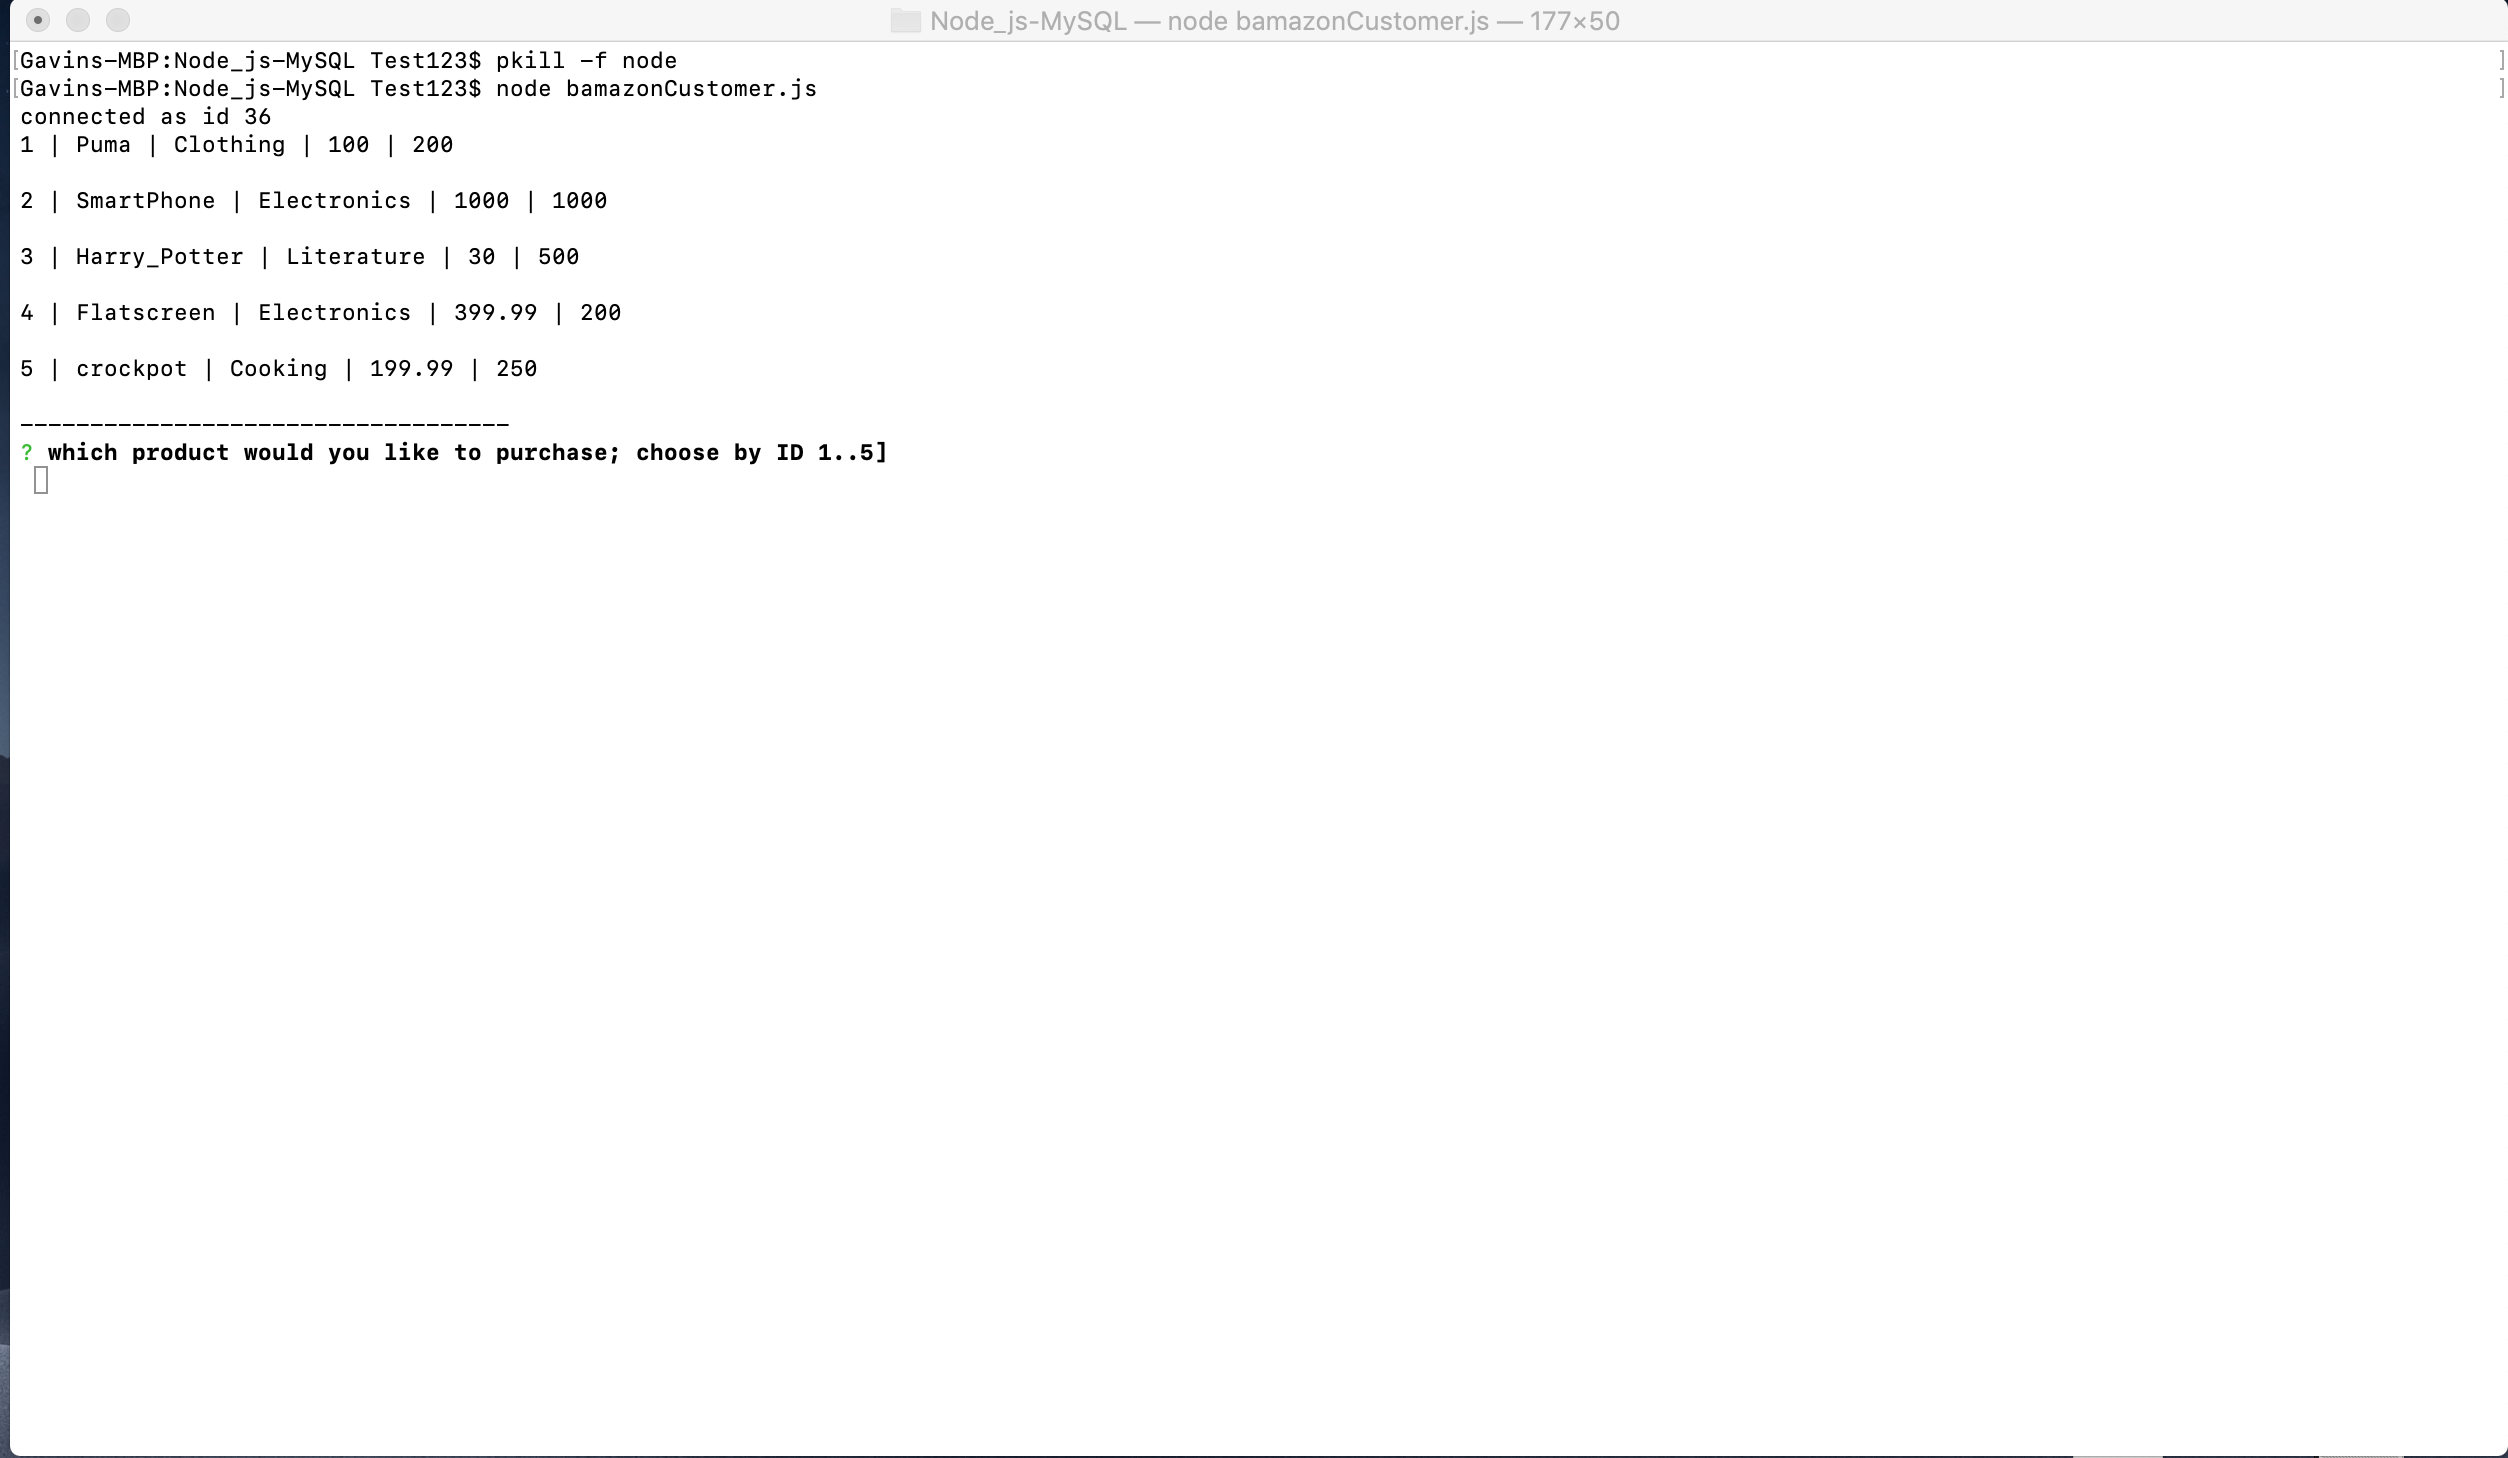 Node_js-MySQL — node bamazonCustomer.js — 177×50
[Gavins-MBP:Node_js-MySQL Test123$ pkill -f node ]
[Gavins-MBP:Node_js-MySQL Test123$ node bamazonCustomer.js ]
connected as id 36
1 | Puma | Clothing | 100 | 200
2 | SmartPhone | Electronics | 1000 | 1000
3 | Harry_Potter | Literature | 30 | 500
4 | Flatscreen | Electronics | 399.99 | 200
5 | crockpot | Cooking | 199.99 | 250
-----------------------------------
? which product would you like to purchase; choose by ID 1..5]